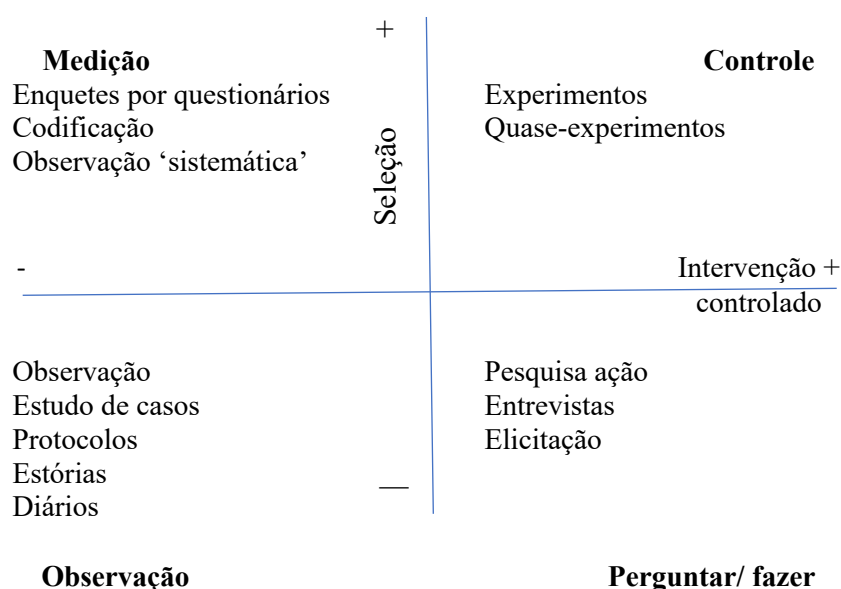 +
Medição
Controle
Enquetes por questionários
Experimentos
Codificação
Quase-experimentos
Observação ‘sistemática’
Seleção
-
Intervenção +
controlado
Observação
Pesquisa ação
Estudo de casos
Entrevistas
Protocolos
Elicitação
Estórias
—
Diários
Observação
Perguntar/ fazer